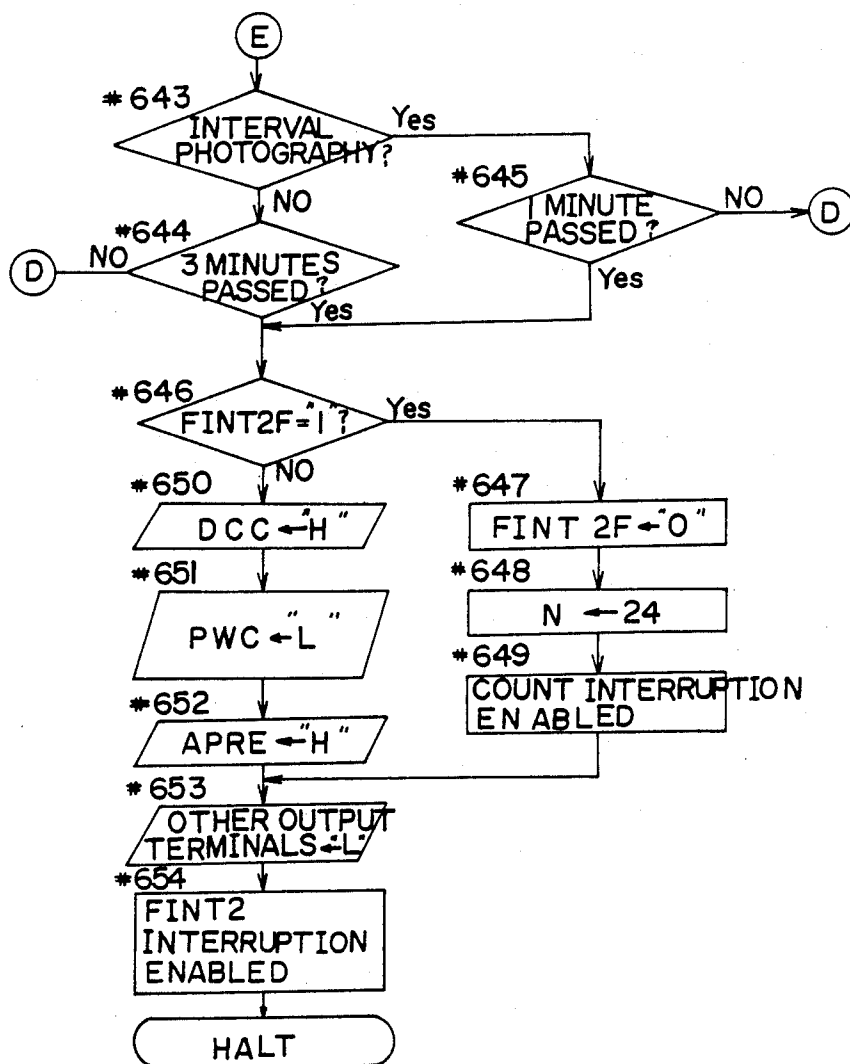 E
#643
INTERVAL
PHOTOGRAPHY?
Yes
NO
#645
1 MINUTE
PASSED?
NO
D
Yes
#644
3 MINUTES
PASSED?
NO
D
Yes
#646
FINT2F="1"?
Yes
NO
#650
DCC←"H"
#647
FINT 2F←"0"
#651
PWC←"L"
#648
N ←24
#649
COUNT INTERRUPTION
ENABLED
#652
APRE←"H"
#653
OTHER OUTPUT
TERMINALS←"L"
#654
FINT2
INTERRUPTION
ENABLED
HALT